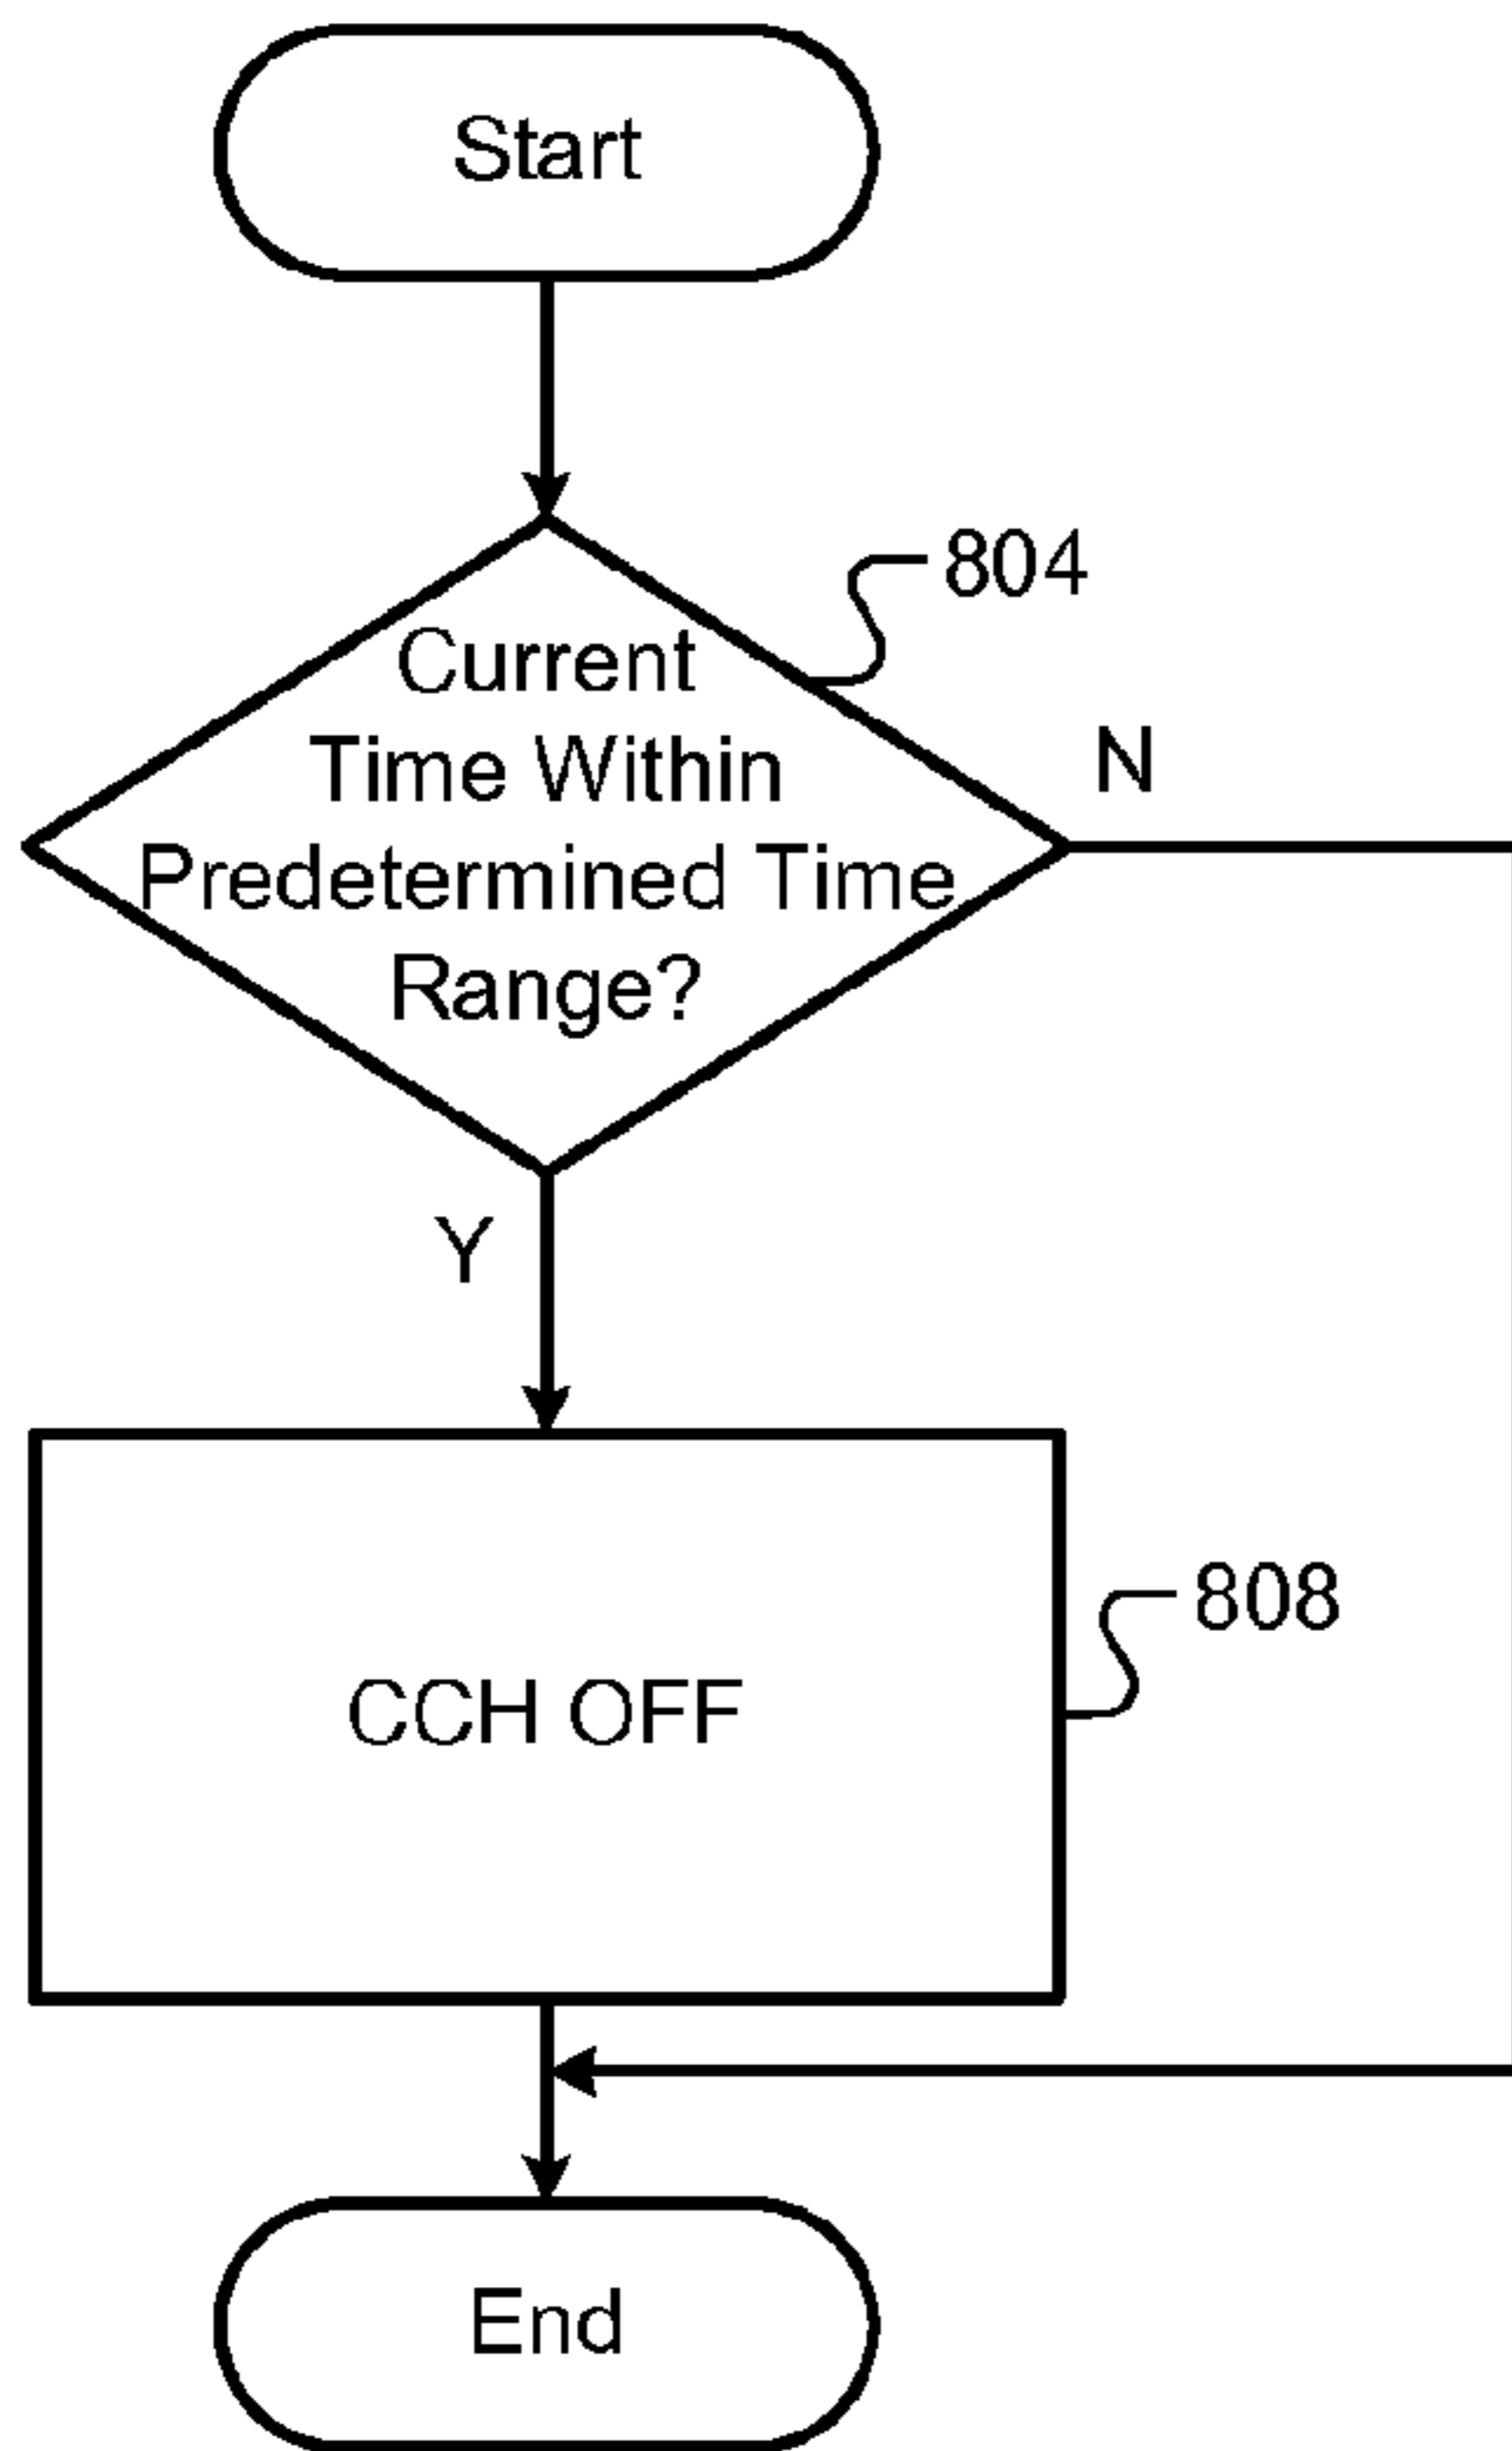 Start
804
Current
Time Within
Predetermined Time
Range?
N
Y
808
CCH OFF
End